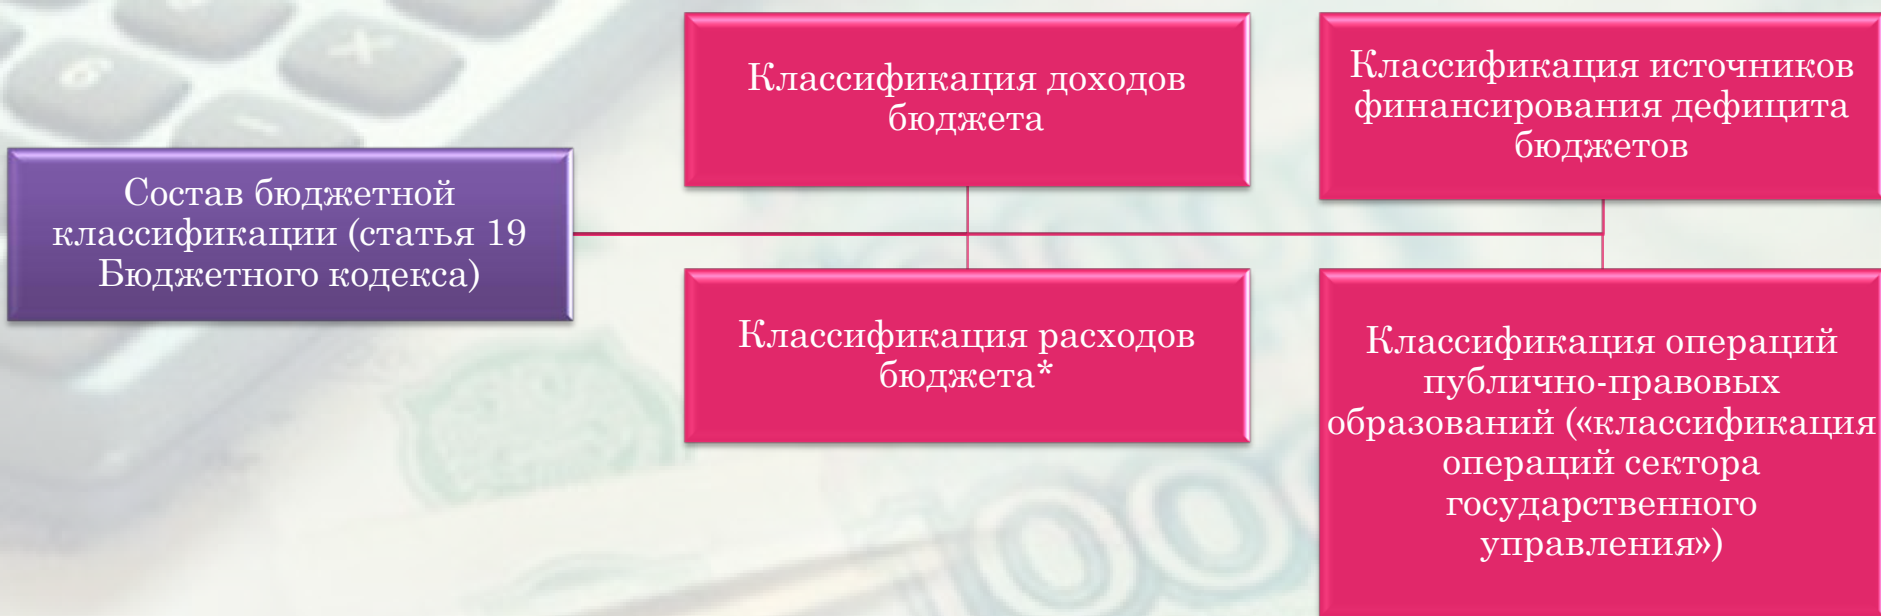 Состав бюджетной
классификации (статья 19
Бюджетного кодекса)
Классификация доходов
бюджета
Классификация источников
финансирования дефицита
бюджетов
Классификация расходов
бюджета*
Классификация операций
публично-правовых
образований («классификация
операций сектора
государственного
управления»)